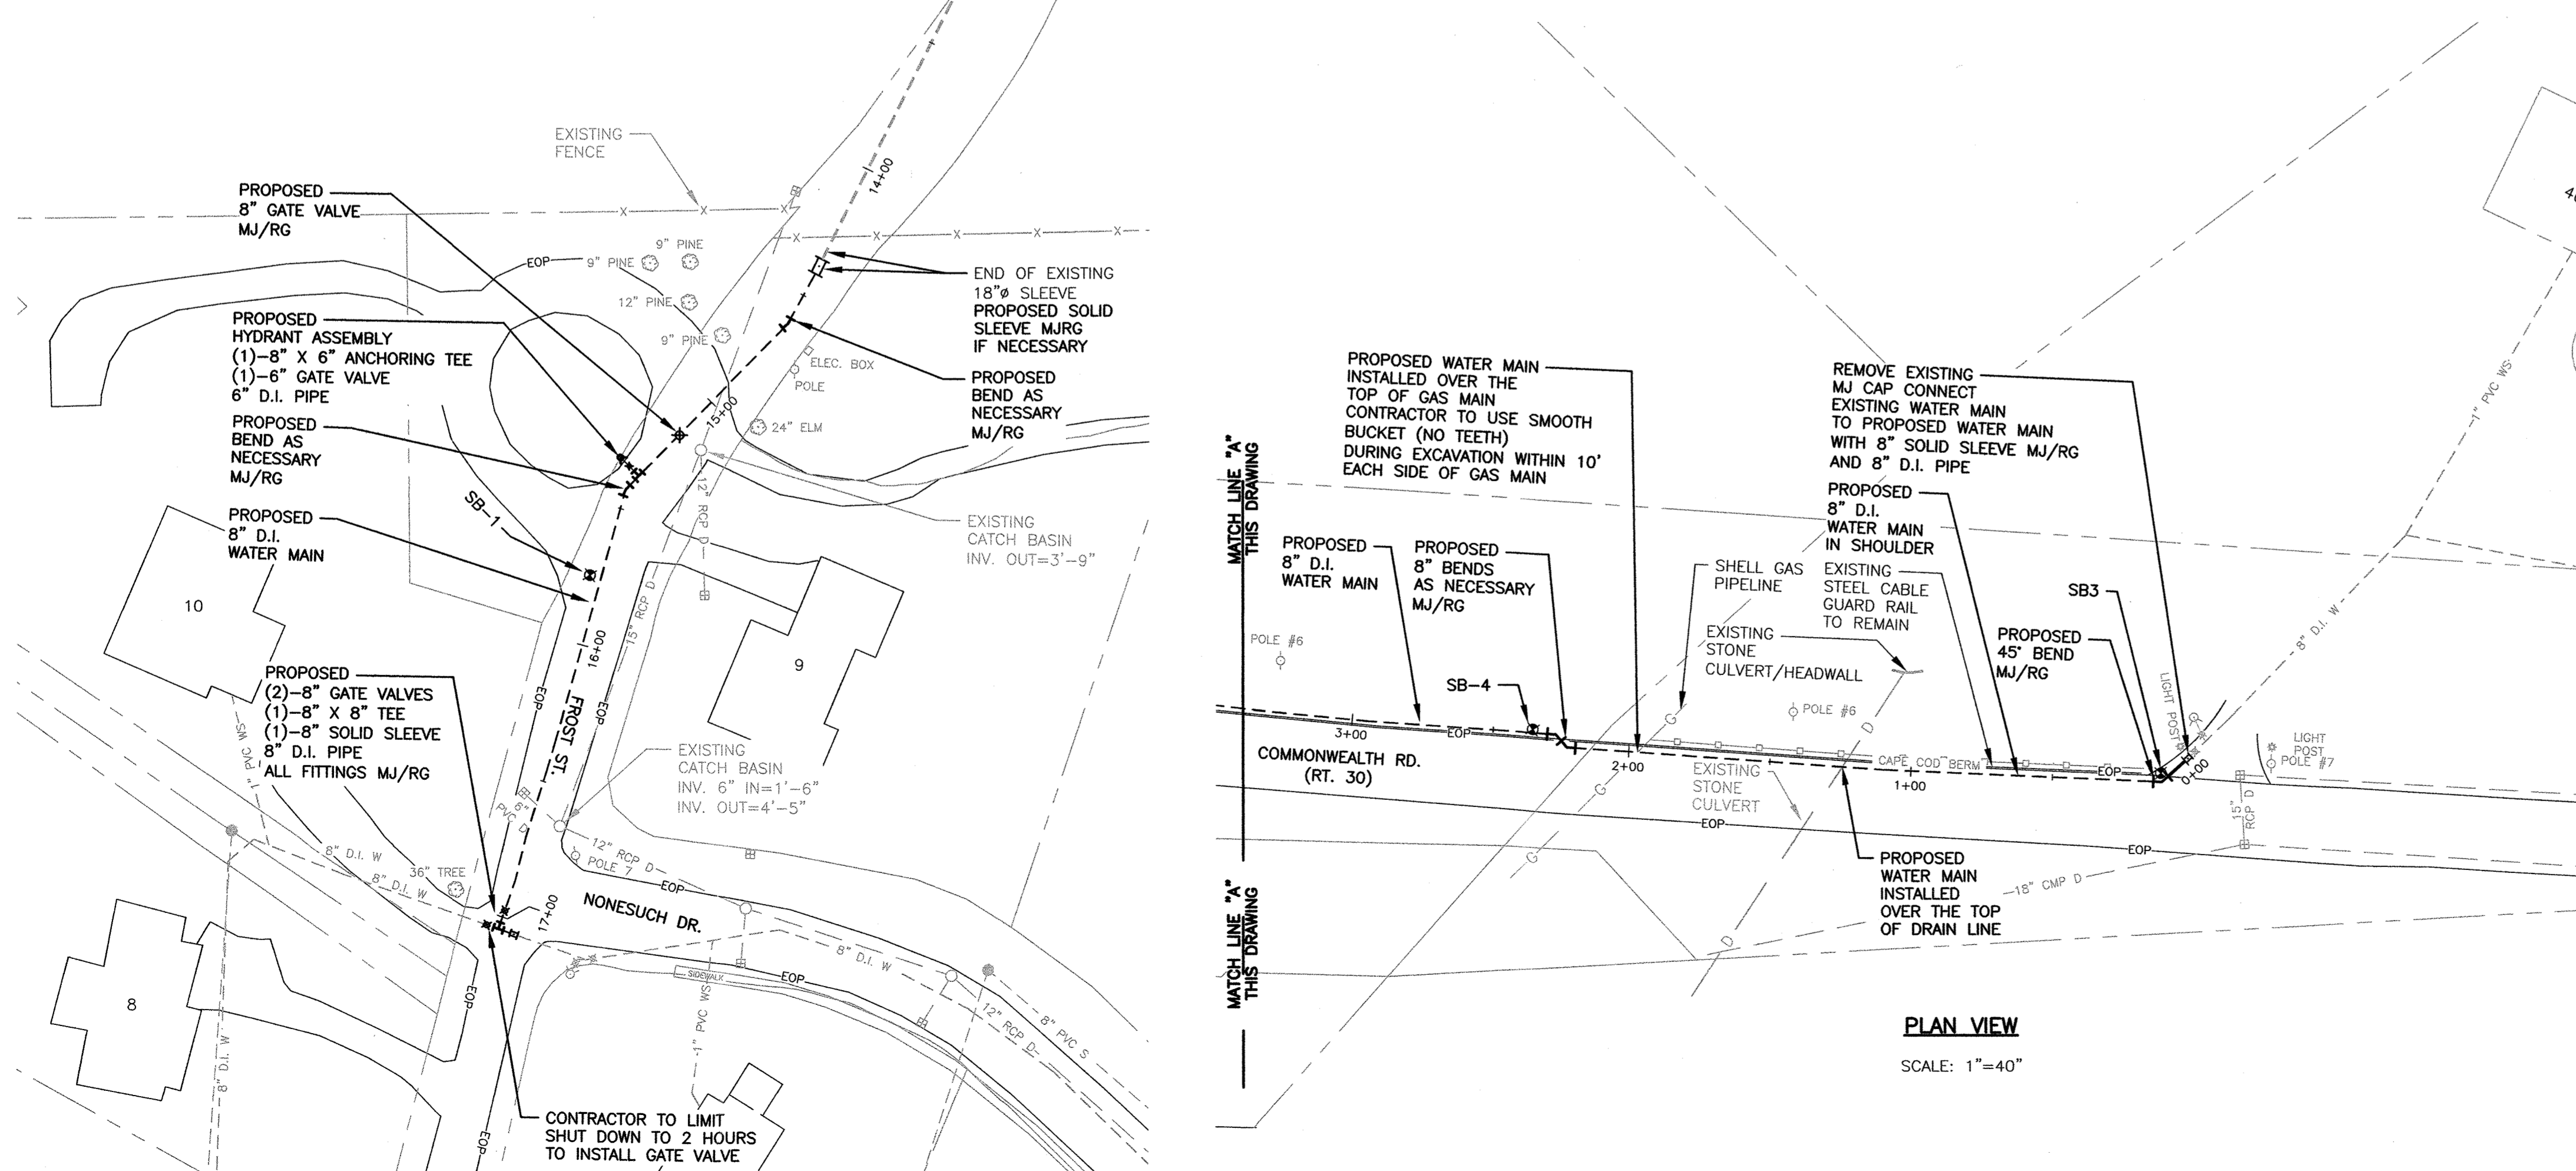 EXISTING
FENCE
PROPOSED
8" GATE VALVE
MJ/RG
14+00
X
X
X
X
X
X
X
X
9" PINE
9" PINE
EOP
12" PINE
9" PINE
END OF EXISTING
18"ø SLEEVE
PROPOSED SOLID
SLEEVE MJRG
IF NECESSARY
PROPOSED
HYDRANT ASSEMBLY
(1)-8" X 6" ANCHORING TEE
(1)-6" GATE VALVE
6" D.I. PIPE
ELEC. BOX
POLE
PROPOSED
BEND AS
NECESSARY
MJ/RG
15+00
24" ELM
PROPOSED
BEND AS
NECESSARY
MJ/RG
SB-1
12" RCP D
PROPOSED
8" D.I.
WATER MAIN
EXISTING
CATCH BASIN
INV. OUT=3'-9"
15" RCP D
10
9
16+00
FROST ST.
EOP
EOP
PROPOSED
(2)-8" GATE VALVES
(1)-8" X 8" TEE
(1)-8" SOLID SLEEVE
8" D.I. PIPE
ALL FITTINGS MJ/RG
1" PVC WS
EXISTING
CATCH BASIN
INV. 6" IN=1'-6"
INV. OUT=4'-5"
6"
PVC D
8" D.I. W
36" TREE
8" D.I. W
12" RCP D
POLE 7
EOP
NONESUCH DR.
17+00
8" D.I. W
SIDEWALK
EOP
EOP
8
8" D.I. W
1" PVC WS
12" RCP D
8" PVC S
EOP
CONTRACTOR TO LIMIT
SHUT DOWN TO 2 HOURS
TO INSTALL GATE VALVE
MATCH LINE "A"
THIS DRAWING
MATCH LINE "A"
THIS DRAWING
PROPOSED WATER MAIN
INSTALLED OVER THE
TOP OF GAS MAIN
CONTRACTOR TO USE SMOOTH
BUCKET (NO TEETH)
DURING EXCAVATION WITHIN 10'
EACH SIDE OF GAS MAIN
REMOVE EXISTING
MJ CAP CONNECT
EXISTING WATER MAIN
TO PROPOSED WATER MAIN
WITH 8" SOLID SLEEVE MJ/RG
AND 8" D.I. PIPE
1" PVC WS
PROPOSED
8" D.I.
WATER MAIN
IN SHOULDER
PROPOSED
8" D.I.
WATER MAIN
PROPOSED
8" BENDS
AS NECESSARY
MJ/RG
SHELL GAS
PIPELINE
EXISTING
STEEL CABLE
GUARD RAIL
TO REMAIN
SB3
8" D.I. W
POLE #6
EXISTING
STONE
CULVERT/HEADWALL
PROPOSED
45° BEND
MJ/RG
SB-4
LIGHT POST
G
POLE #6
D
3+00
EOP
COMMONWEALTH RD.
(RT. 30)
2+00
EXISTING
STONE
CULVERT
CAPE COD BERM
1+00
EOP
0+00
LIGHT
POST
POLE #7
G
EOP
15"
RCP D
G
EOP
PROPOSED
WATER MAIN
INSTALLED
OVER THE TOP
OF DRAIN LINE
18" CMP D
D
PLAN VIEW
SCALE: 1"=40"